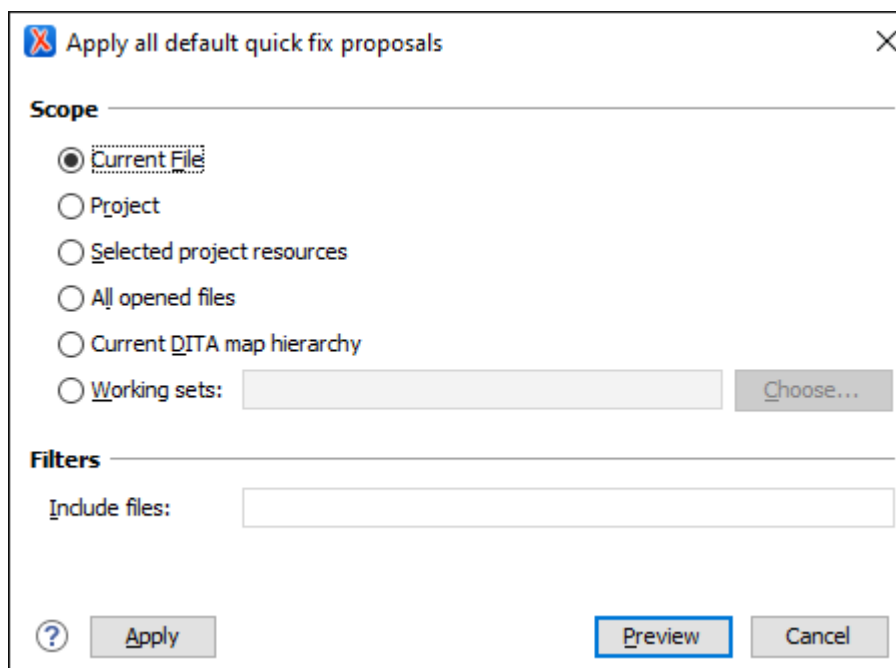 Apply all default quick fix proposals
Scope
Current File
Project
Selected project resources
All opened files
Current DITA map hierarchy
Working sets:
Choose...
Filters
Include files:
?
Apply
Preview
Cancel